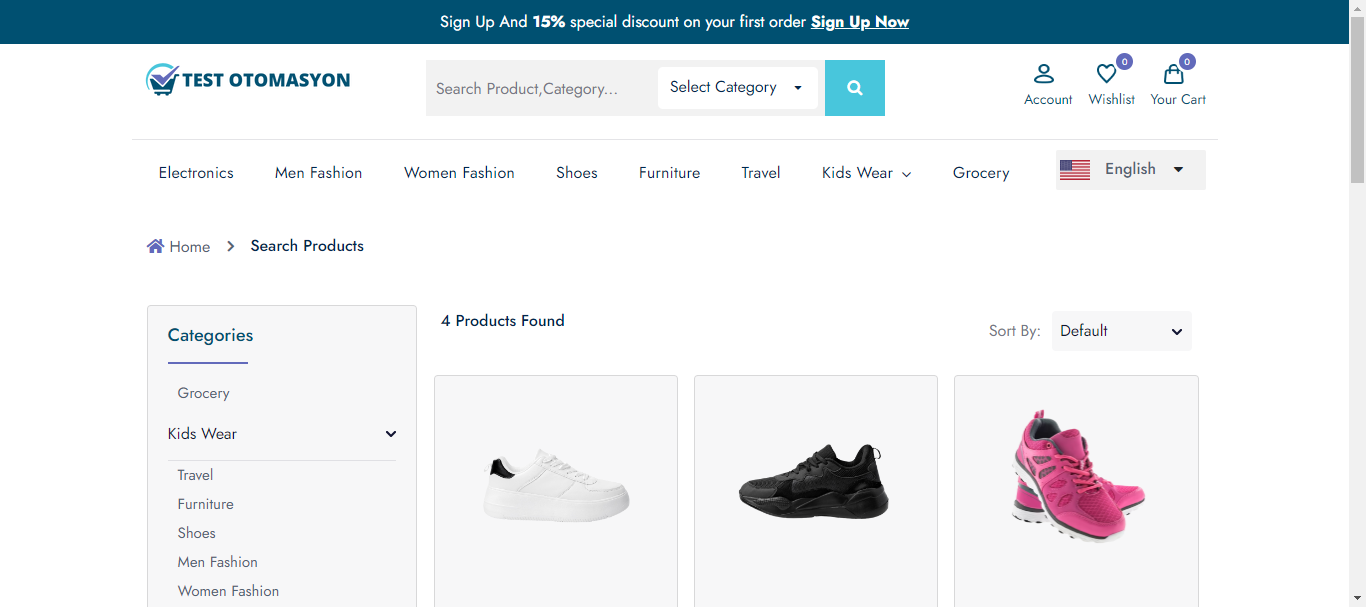 Sign Up And 15% special discount on your first order Sign Up Now
TEST OTOMASYON
Search Product,Category...
Select Category
0
0
Account
Wishlist
Your Cart
Electronics
Men Fashion
Women Fashion
Shoes
Furniture
Travel
Kids Wear
Grocery
English
Home
Search Products
Categories
Grocery
Kids Wear
Travel
Furniture
Shoes
Men Fashion
Women Fashion
4 Products Found
Sort By:
Default